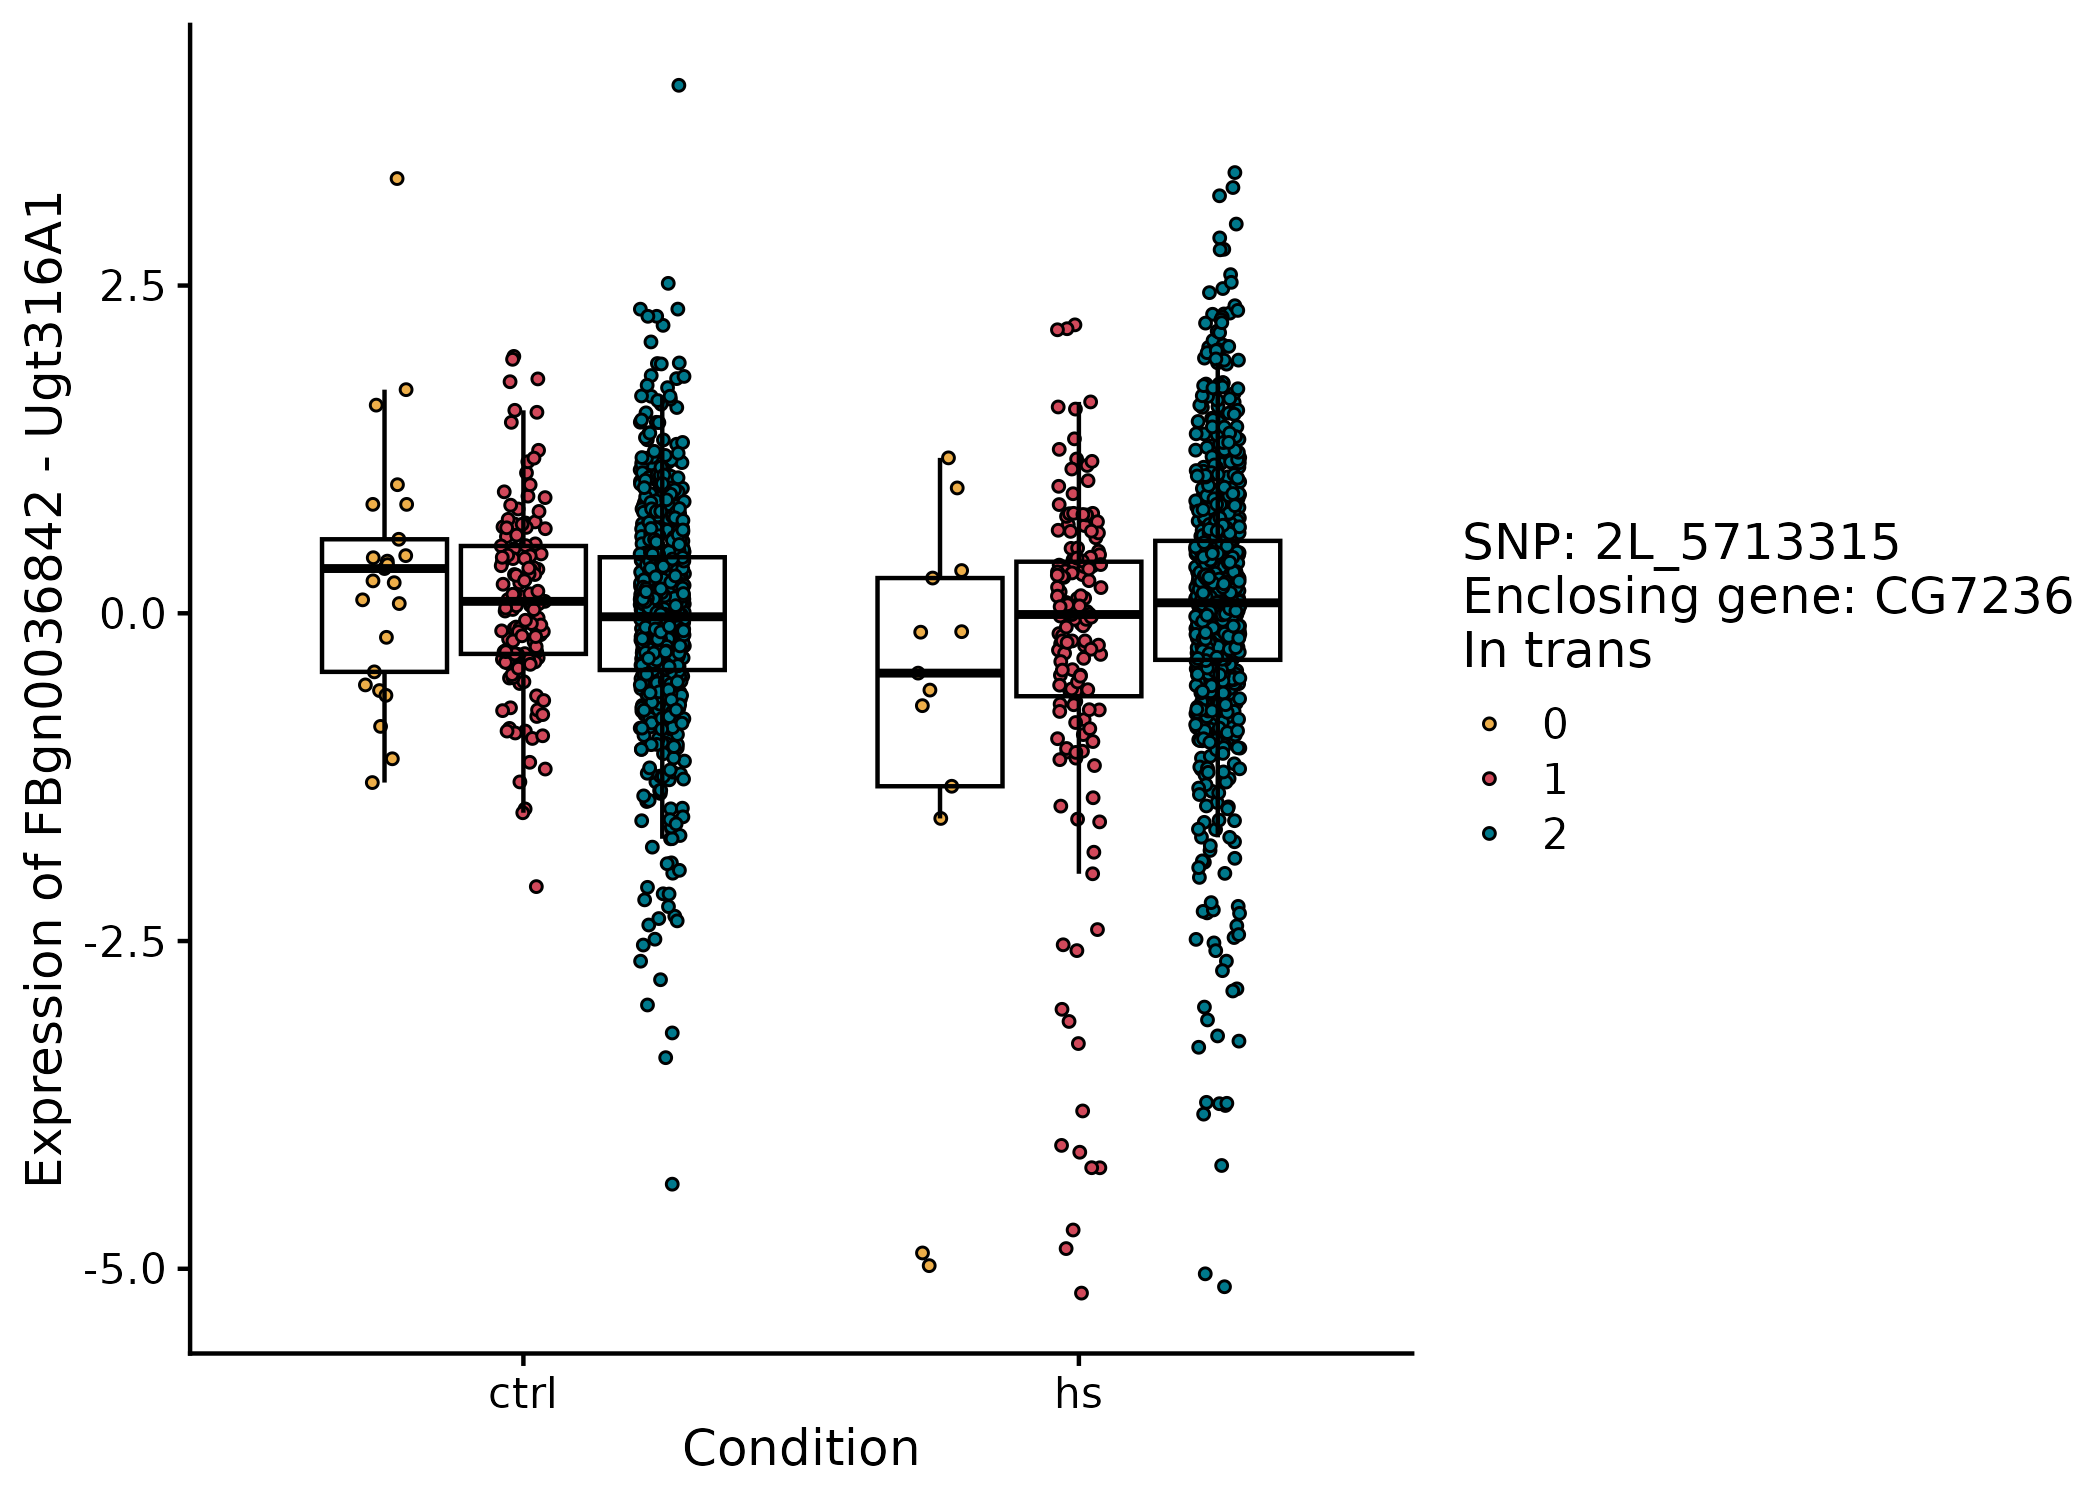 Expression of FBgn0036842 - Ugt316A1
2.5
0.0
-2.5
-5.0
ctrl
hs
Condition
SNP: 2L_5713315
Enclosing gene: CG7236
In trans
0
1
2